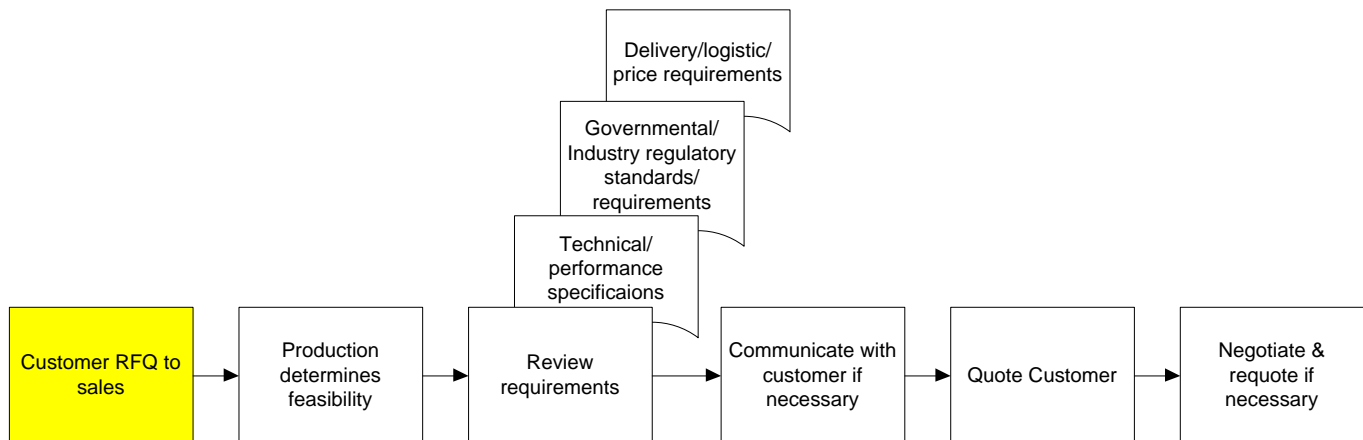 Delivery/logistic/
price requirements
Governmental/
Industry regulatory
standards/
requirements
Technical/
performance
specificaions
Customer RFQ to
sales
Production
determines
feasibility
Review
requirements
Communicate with
customer if
necessary
Quote Customer
Negotiate &
requote if
necessary